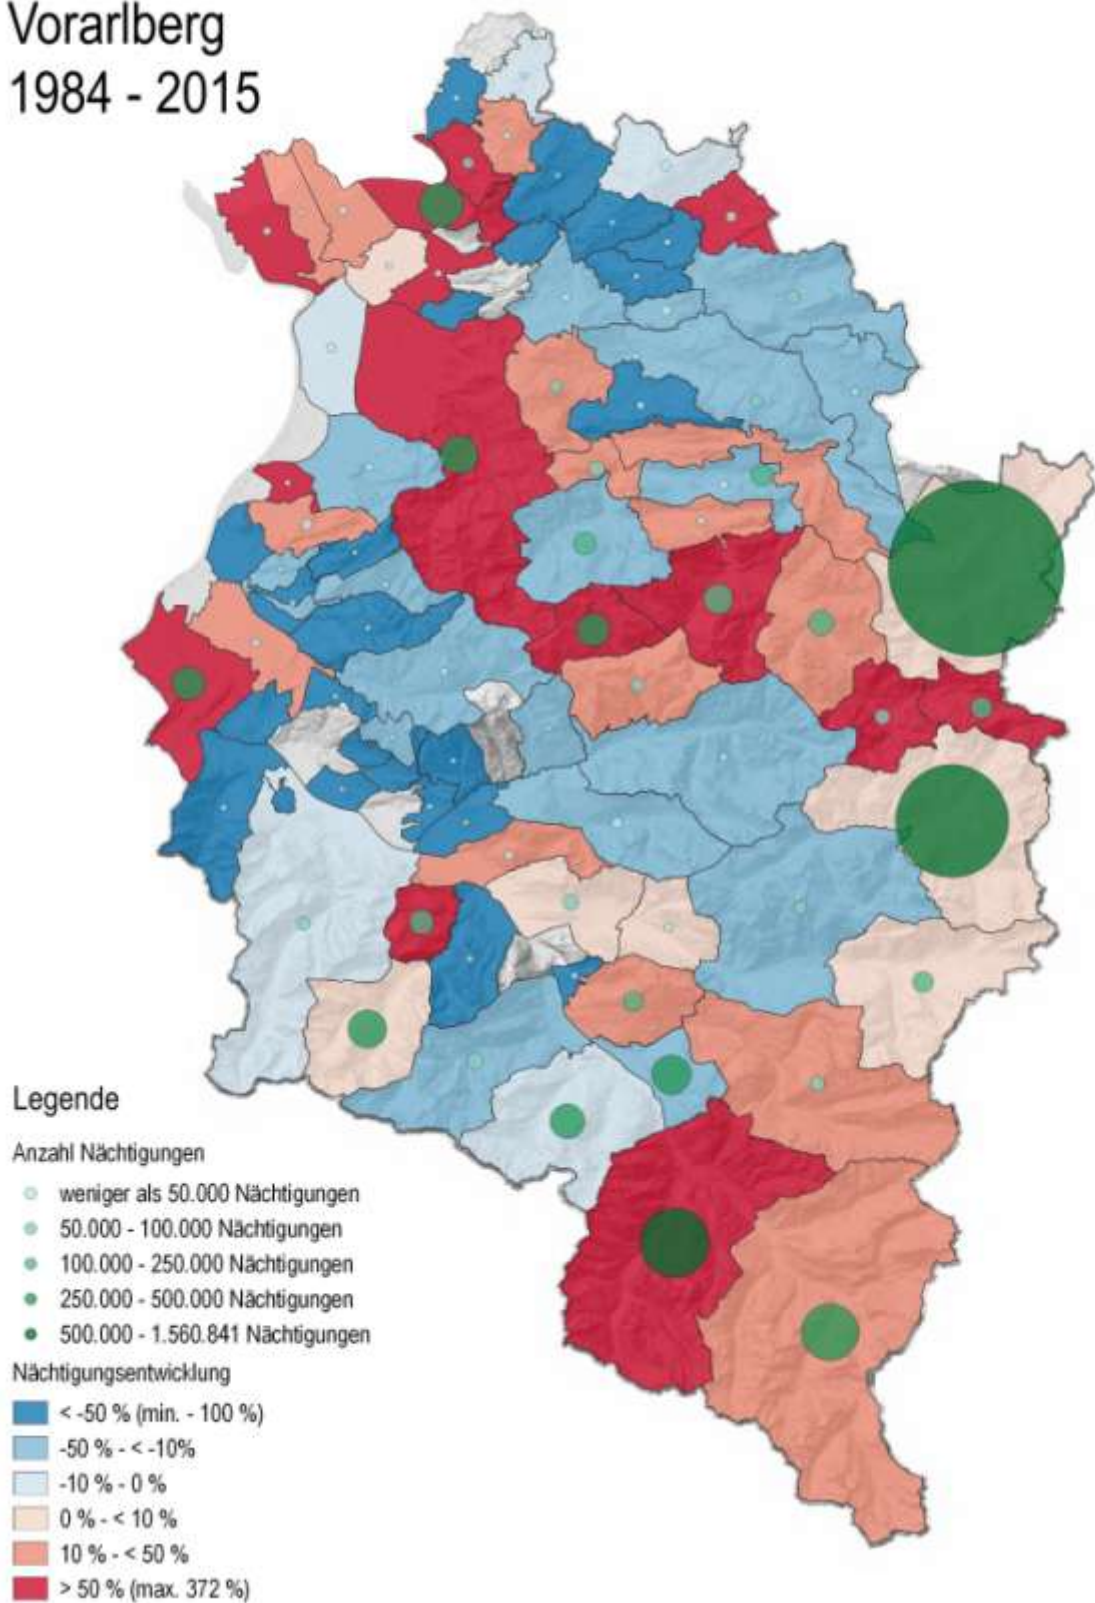 Vorarlberg
1984 - 2015
Legende
Anzahl Nächtigungen
weniger als 50.000 Nächtigungen
50.000 - 100.000 Nächtigungen
100.000 - 250.000 Nächtigungen
250.000 - 500.000 Nächtigungen
500.000 - 1.560.841 Nächtigungen
Nächtigungsentwicklung
< -50 % (min. - 100 %)
-50 % - < -10%
-10 % - 0 %
0 % - < 10 %
10 % - < 50 %
> 50 % (max. 372 %)